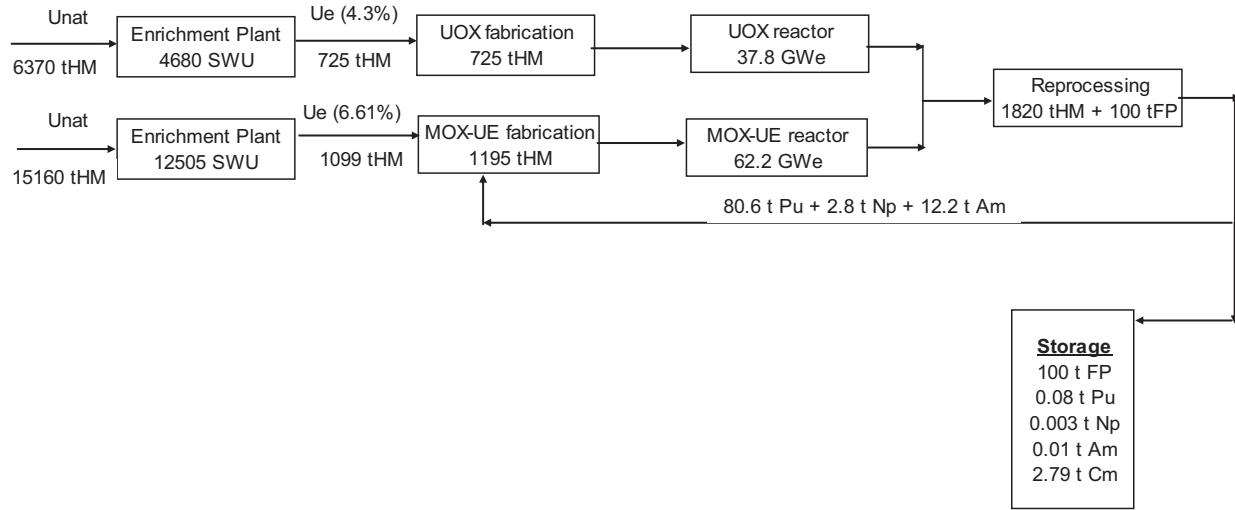 Unat
6370 tHM
Enrichment Plant
4680 SWU
Ue (4.3%)
725 tHM
UOX fabrication
725 tHM
UOX reactor
37.8 GWe
Unat
15160 tHM
Enrichment Plant
12505 SWU
Ue (6.61%)
1099 tHM
MOX-UE fabrication
1195 tHM
MOX-UE reactor
62.2 GWe
Reprocessing
1820 tHM + 100 tFP
80.6 t Pu + 2.8 t Np + 12.2 t Am
Storage
100 t FP
0.08 t Pu
0.003 t Np
0.01 t Am
2.79 t Cm